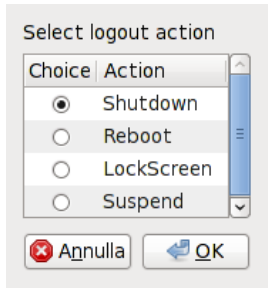 Select logout action
Choice Action
Shutdown
Reboot
LockScreen
Suspend
Annulla OK